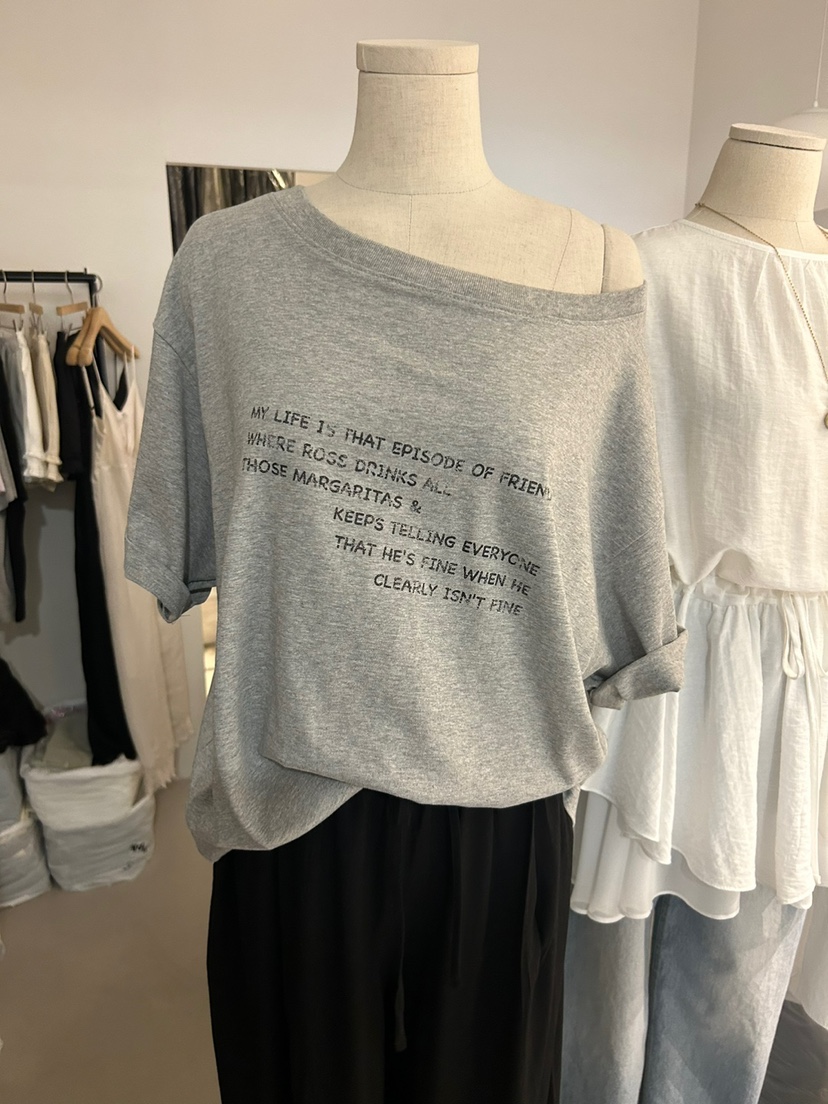 MY LIFE IS THAT EPISODE OF FRIEN
WHERE ROSS DRINKS ALL
THOSE MARGARITAS &
KEEPS TELLING EVERYONE
THAT HE'S FINE WHEN HE
CLEARLY ISN'T FINE